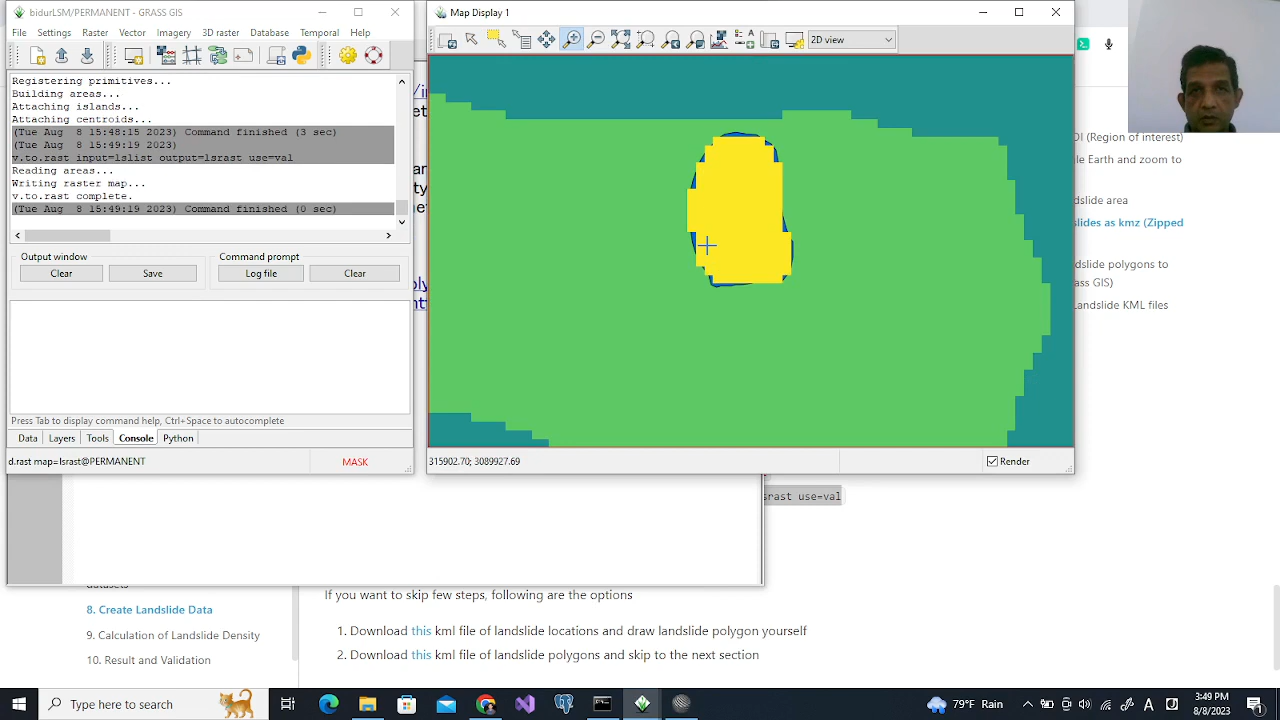 bidurLSM/PERMANENT - GRASS GIS
File Settings Raster Vector Imagery 3D raster Database Temporal Help
Registering primitives...
Building areas...
Attaching islands...
Attaching centroids...
(Tue Aug 8 15:48:15 2023) Command finished (3 sec)
(Tue Aug 8 15:49:19 2023)
v.to.rast input=lslist output=lsrast use=val
Reading areas...
Writing raster map...
v.to.rast complete.
(Tue Aug 8 15:49:19 2023) Command finished (0 sec)
Output window
Command prompt
Clear
Save
Log file
Clear
Press Tab to display command help, Ctrl+Space to autocomplete
Data Layers Tools Console Python
d.rast map=lsrast@PERMANENT
MASK
Map Display 1
2D view
315902.70; 3089927.69
Render
OI (Region of interest)
le Earth and zoom to
dslide area
slides as kmz (Zipped
dslide polygons to
rass GIS)
Landslide KML files
srast use=val
datasets
8. Create Landslide Data
9. Calculation of Landslide Density
10. Result and Validation
If you want to skip few steps, following are the options
1. Download this kml file of landslide locations and draw landslide polygon yourself
2. Download this kml file of landslide polygons and skip to the next section
Type here to search
79°F Rain
3:49 PM
8/8/2023
1